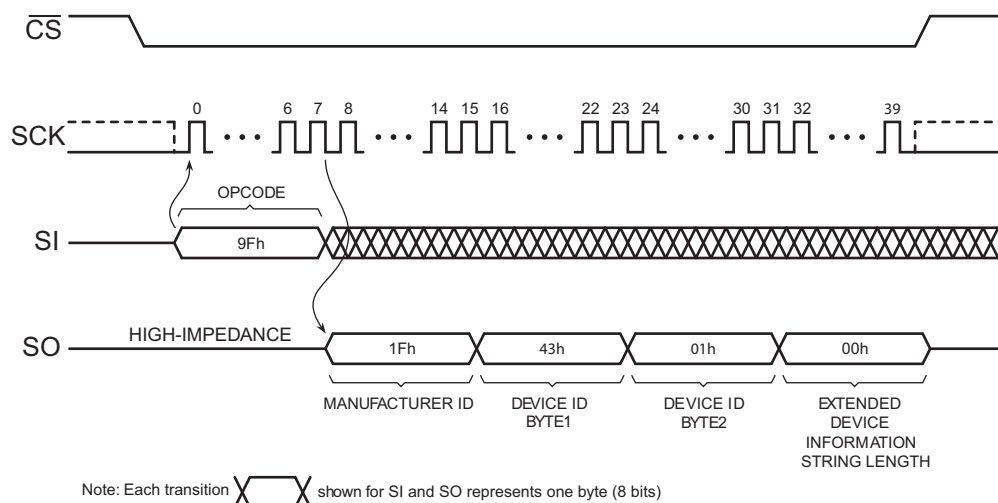 CS
0 6 7 8 14 15 16 22 23 24 30 31 32 39
SCK
OPCODE
SI
9Fh
HIGH-IMPEDANCE
SO
1Fh 43h 01h 00h
MANUFACTURER ID
DEVICE ID
BYTE1
DEVICE ID
BYTE2
EXTENDED
DEVICE
INFORMATION
STRING LENGTH
Note: Each transition shown for SI and SO represents one byte (8 bits)